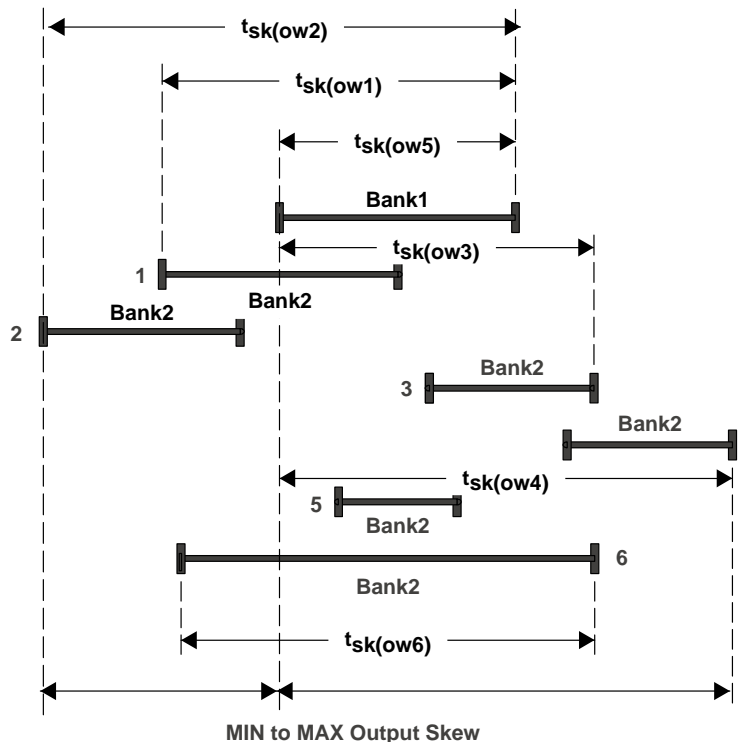 tsk(ow2)
tsk(ow1)
tsk(ow5)
Bank1
tsk(ow3)
1
Bank2
Bank2
2
Bank2
3
Bank2
tsk(ow4)
5
Bank2
6
Bank2
tsk(ow6)
MIN to MAX Output Skew